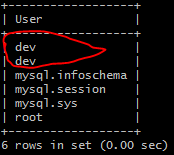 +------------------+
| User             |
+------------------+
| dev              |
| dev              |
| mysql.infoschema |
| mysql.session    |
| mysql.sys        |
| root             |
+------------------+
6 rows in set (0.00 sec)